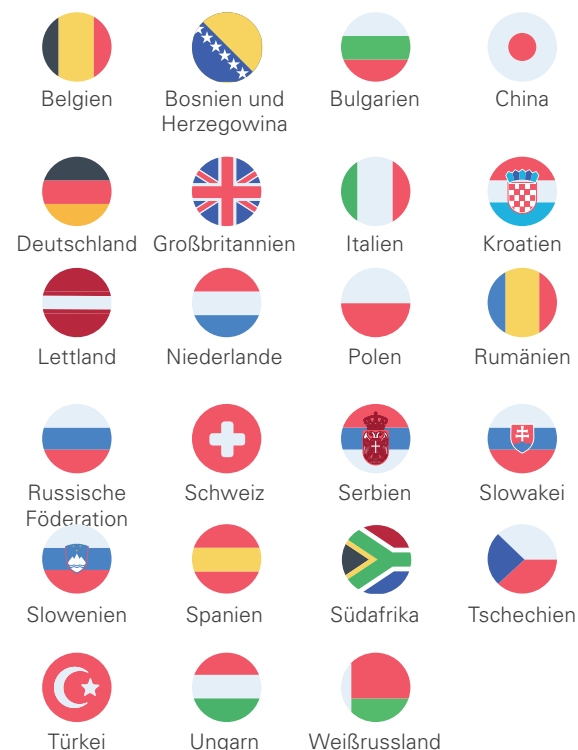 Belgien
Bosnien und
Herzegowina
Bulgarien
China
Deutschland
Großbritannien
Italien
Kroatien
Lettland
Niederlande
Polen
Rumänien
Russische
Föderation
Schweiz
Serbien
Slowakei
Slowenien
Spanien
Südafrika
Tschechien
Türkei
Ungarn
Weißrussland